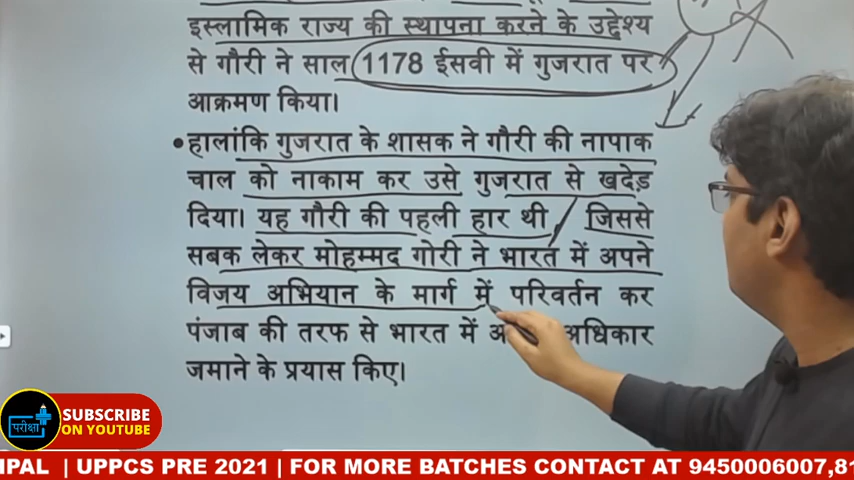 इस्लामिक राज्य की स्थापना करने के उद्देश्य
से गौरी ने साल 1178 ईसवी में गुजरात पर
आक्रमण किया।
•हालांकि गुजरात के शासक ने गौरी की नापाक
चाल को नाकाम कर उसे गुजरात से खदेड़
दिया। यह गौरी की पहली हार थी, जिससे
सबक लेकर मोहम्मद गोरी ने भारत में अपने
विजय अभियान के मार्ग में परिवर्तन कर
पंजाब की तरफ से भारत में अधिकार
जमाने के प्रयास किए।
परीक्षा
SUBSCRIBE
ON YOUTUBE
IPAL | UPPCS PRE 2021 | FOR MORE BATCHES CONTACT AT 9450006007,81